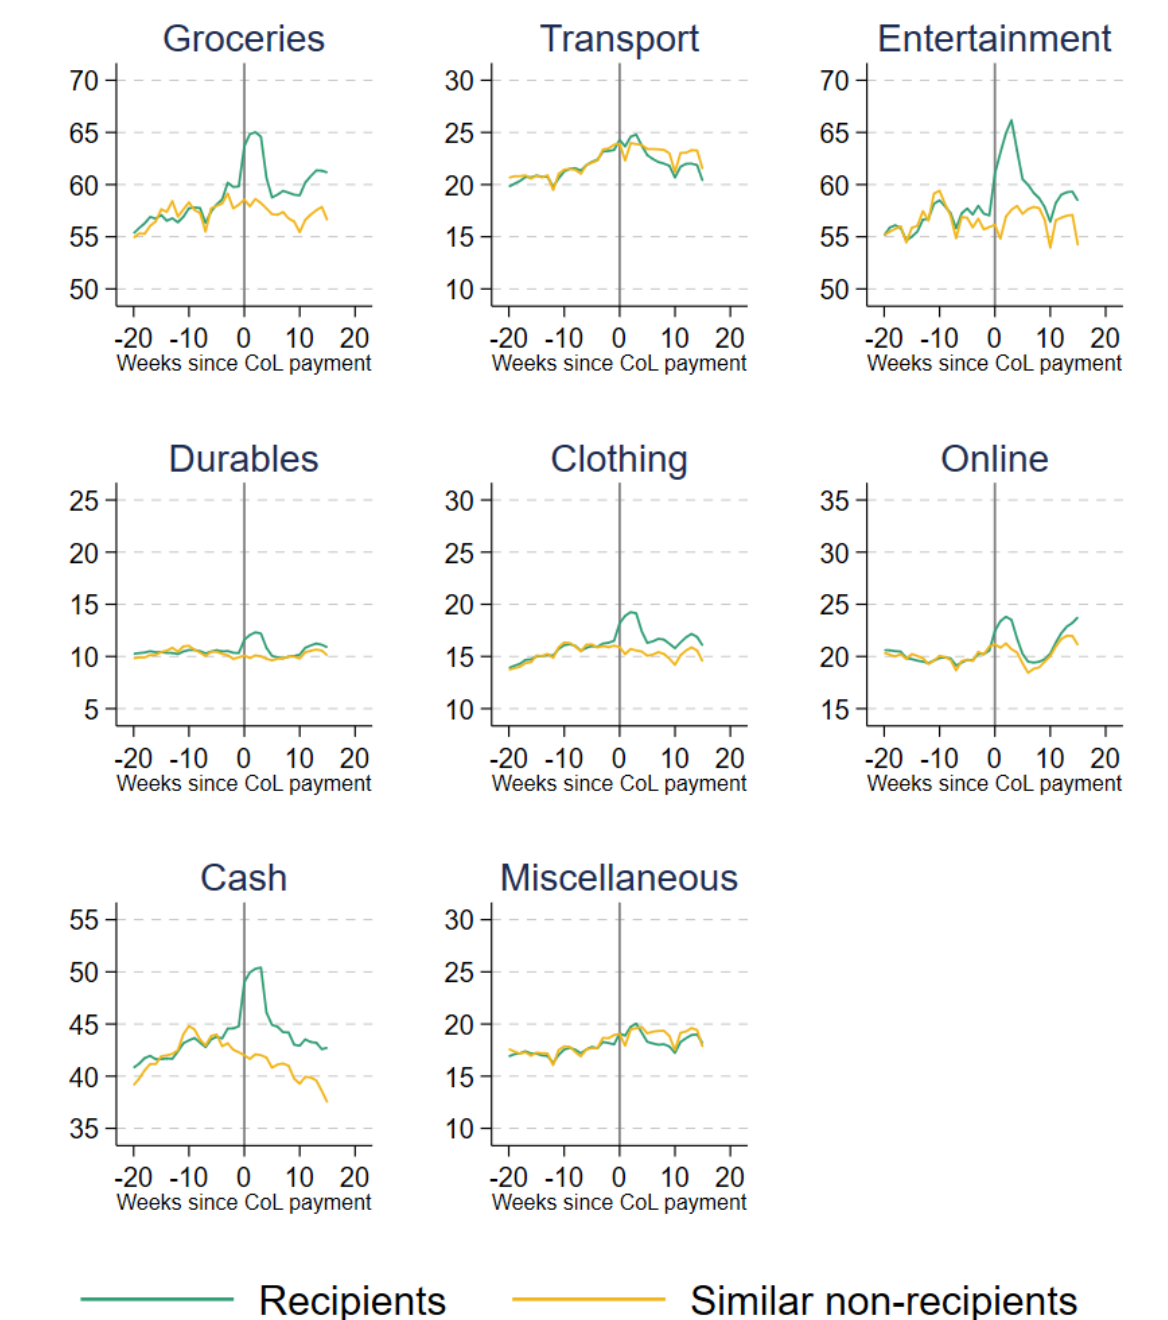 Groceries Transport Entertainment
70 30 70
65 25 65
60 20 60
55 15 55
50 10 50
-20 -10 0 10 20 -20 -10 0 10 20 -20 -10 0 10 20
Weeks since CoL payment Weeks since CoL payment Weeks since CoL payment
Durables Clothing Online
25 30 35
20 25 30
15 20 25
10 15 20
5 10 15
-20 -10 0 10 20 -20 -10 0 10 20 -20 -10 0 10 20
Weeks since CoL payment Weeks since CoL payment Weeks since CoL payment
Cash Miscellaneous
55 30
50 25
45 20
40 15
35 10
-20 -10 0 10 20 -20 -10 0 10 20
Weeks since CoL payment Weeks since CoL payment
Recipients Similar non-recipients